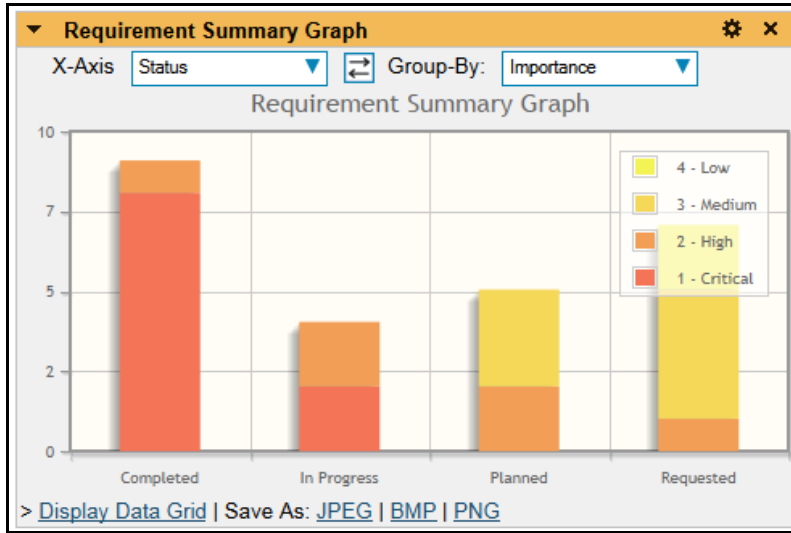 Requirement Summary Graph
X-Axis Status Group-By: Importance
Requirement Summary Graph
10
7
5
2
0
4 - Low
3 - Medium
2 - High
1 - Critical
Completed In Progress Planned Requested
> Display Data Grid | Save As: JPEG | BMP | PNG